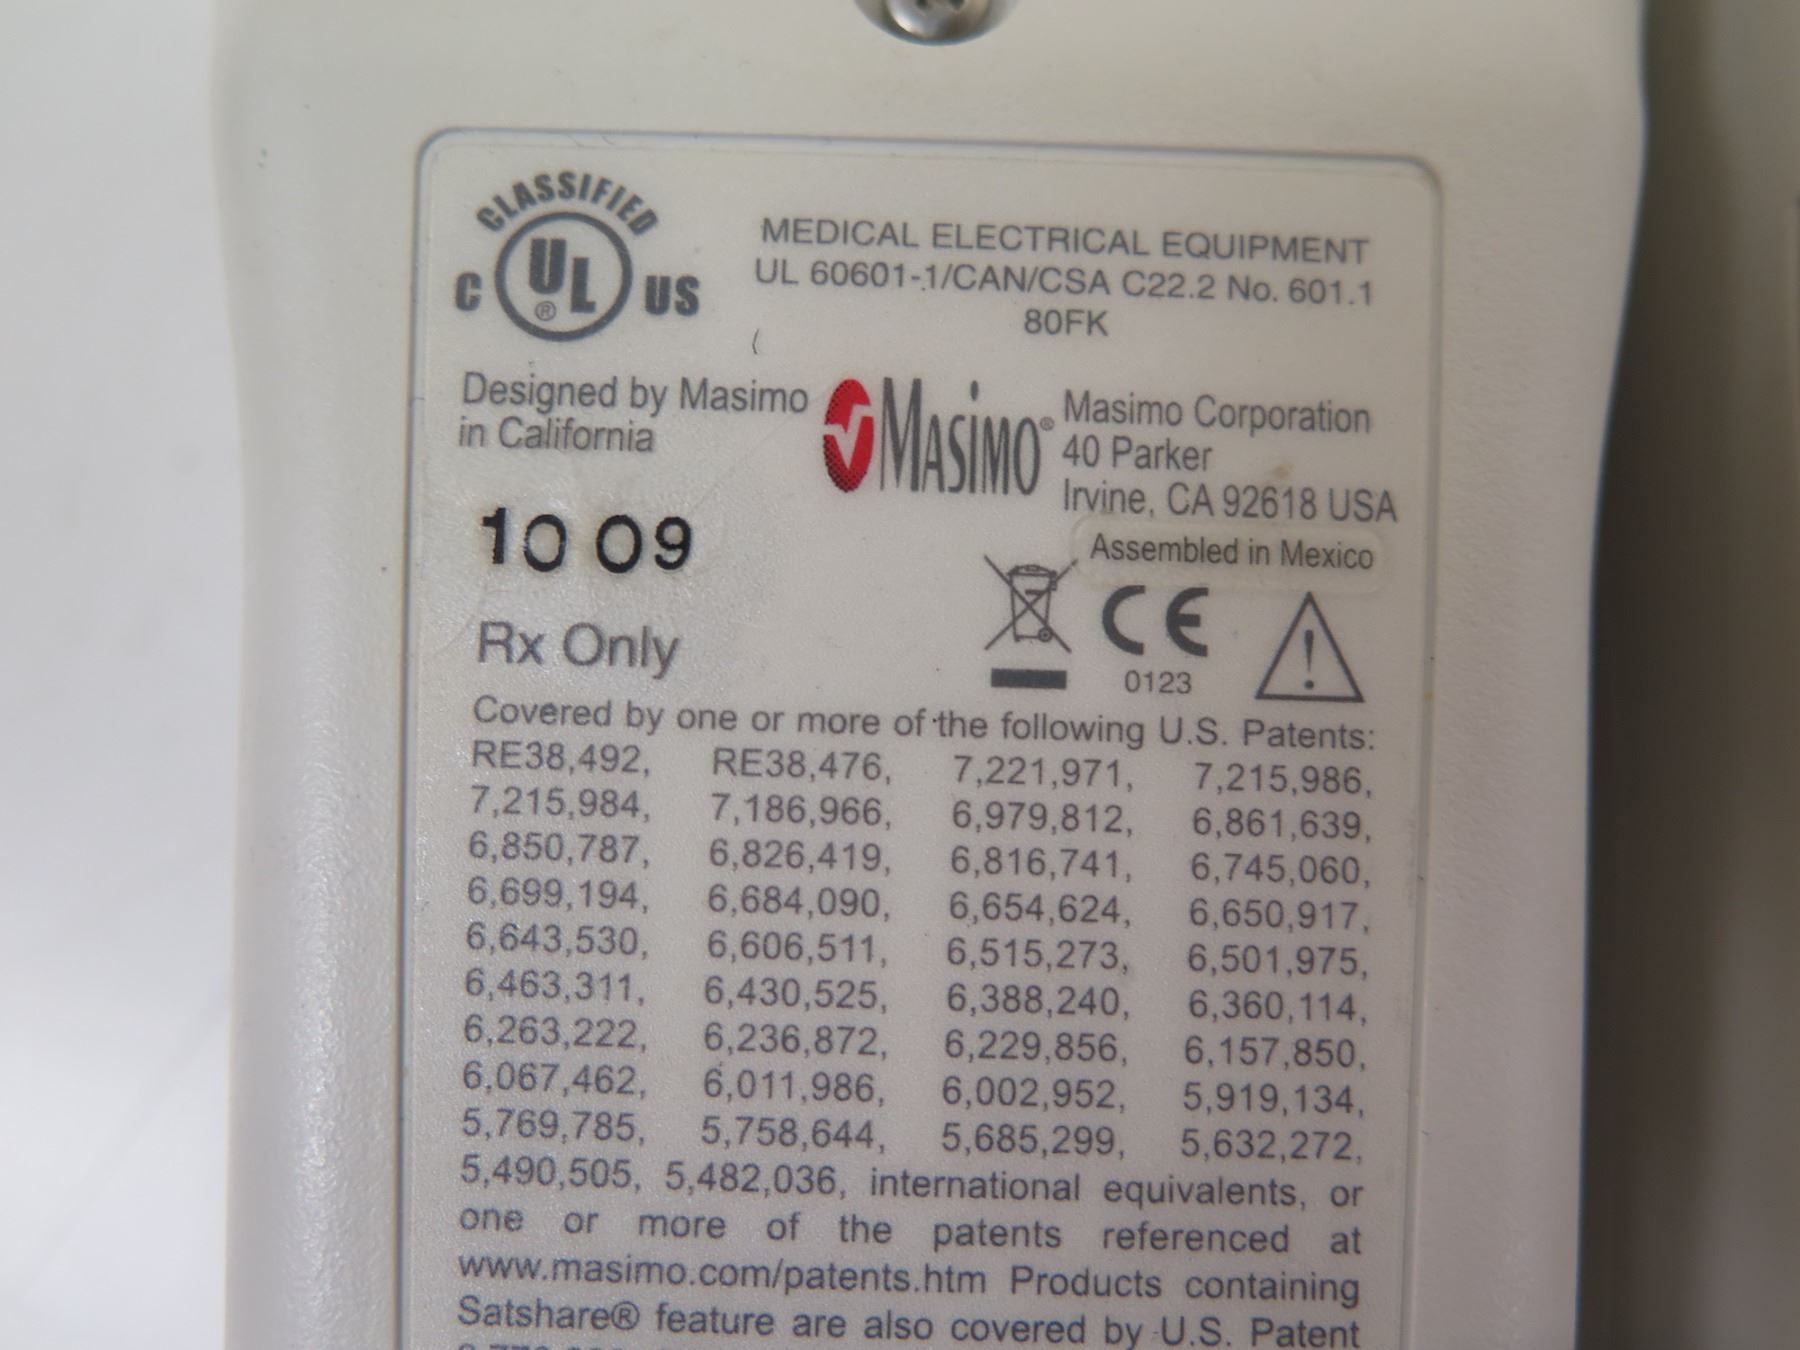 CLASSIFIED
C UL® US
MEDICAL ELECTRICAL EQUIPMENT
UL 60601-1/CAN/CSA C22.2 No. 601.1
80FK
Designed by Masimo
in California
MASIMO®
Masimo Corporation
40 Parker
Irvine, CA 92618 USA
Assembled in Mexico
10 09
Rx Only
CE
0123
Covered by one or more of the following U.S. Patents:
RE38,492, RE38,476, 7,221,971, 7,215,986,
7,215,984, 7,186,966, 6,979,812, 6,861,639,
6,850,787, 6,826,419, 6,816,741, 6,745,060,
6,699,194, 6,684,090, 6,654,624, 6,650,917,
6,643,530, 6,606,511, 6,515,273, 6,501,975,
6,463,311, 6,430,525, 6,388,240, 6,360,114,
6,263,222, 6,236,872, 6,229,856, 6,157,850,
6,067,462, 6,011,986, 6,002,952, 5,919,134,
5,769,785, 5,758,644, 5,685,299, 5,632,272,
5,490,505, 5,482,036, international equivalents, or
one or more of the patents referenced at
www.masimo.com/patents.htm Products containing
Satshare® feature are also covered by U.S. Patent